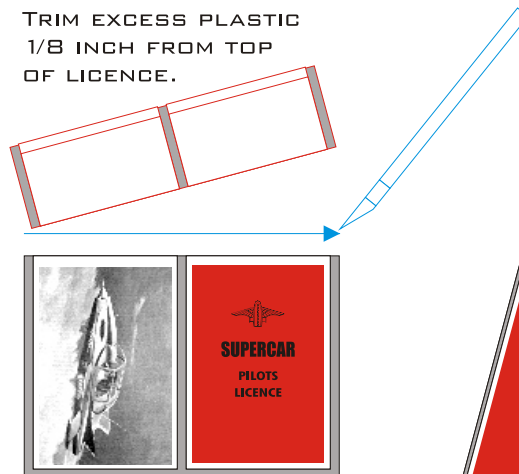 TRIM EXCESS PLASTIC
1/8 INCH FROM TOP
OF LICENCE.
SUPERCAR
PILOTS
LICENCE